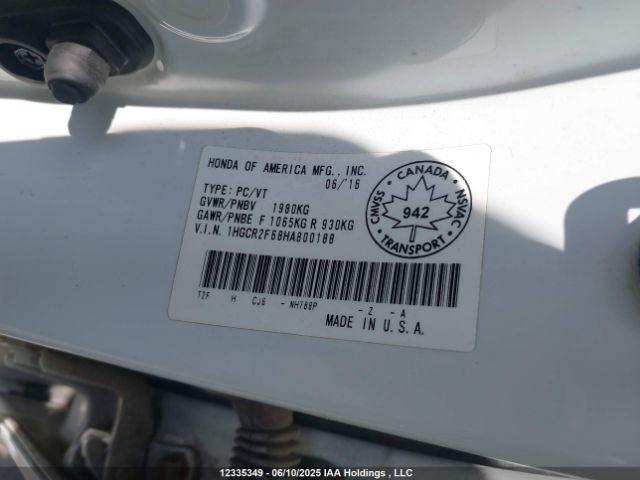 HONDA OF AMERICA MFG., INC.
06/'16
TYPE: PC/VT
GVWR/PNBV 1980KG
GAWR/PNBE F 1065KG R 930KG
V.I.N. 1HGCR2F68HA800188
CANADA
CMVSS
942
NSVAC
TRANSPORT
T2F H CJ6 - NH788P - Z - A
MADE IN U.S.A.
12335349 - 06/10/2025 IAA Holdings , LLC